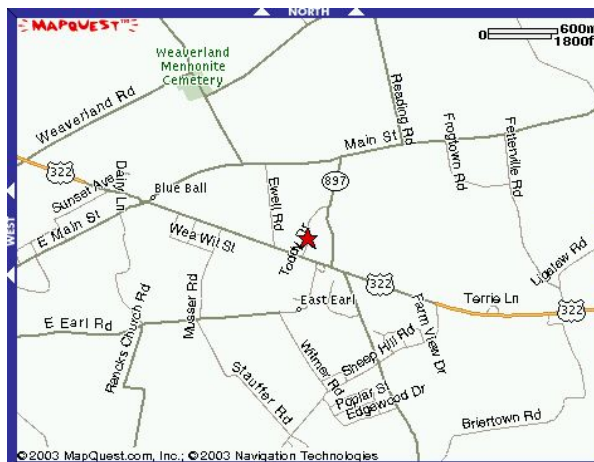 NORTH
MAPQUEST™
0 600m
1800ft
Weaverland
Mennonite
Cemetery
Weaverland Rd
Reading Rd
Main St
Frogtown Rd
Fetterville Rd
322
Sunset Ave
Dairy Ln
Blue Ball
Ewell Rd
897
WEST
E Main St
Wea Wit St
Toddy Dr
Ligalaw Rd
322
East Earl
Terrie Ln
322
Musser Rd
Farm View Dr
E Earl Rd
Rancks Church Rd
Stauffer Rd
Witmer Rd
Sheep Hill Rd
Poplar St
Edgewood Dr
Briertown Rd
©2003 MapQuest.com, Inc.; ©2003 Navigation Technologies